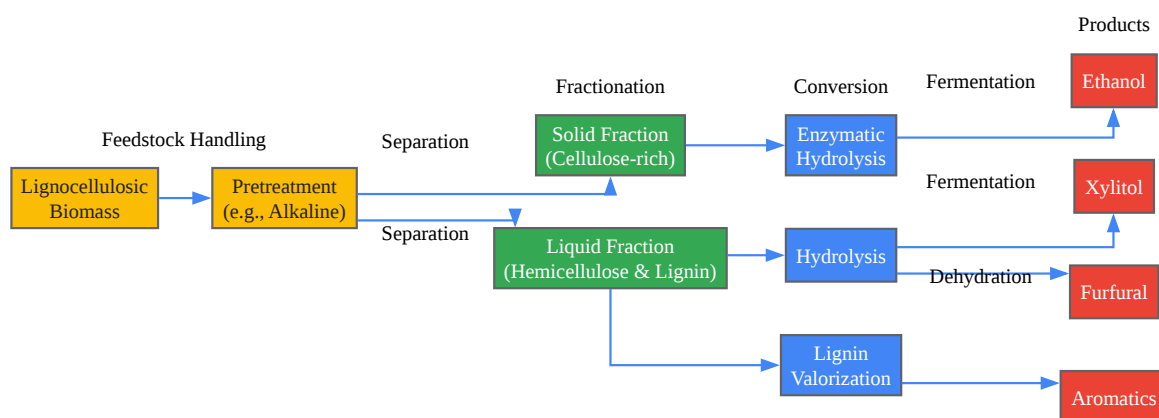 Products
Fractionation
Conversion
Fermentation
Ethanol
Feedstock Handling
Separation
Solid Fraction
(Cellulose-rich)
Enzymatic
Hydrolysis
Lignocellulosic
Biomass
Pretreatment
(e.g., Alkaline)
Fermentation
Xylitol
Separation
Liquid Fraction
(Hemicellulose & Lignin)
Hydrolysis
Dehydration
Furfural
Lignin
Valorization
Aromatics